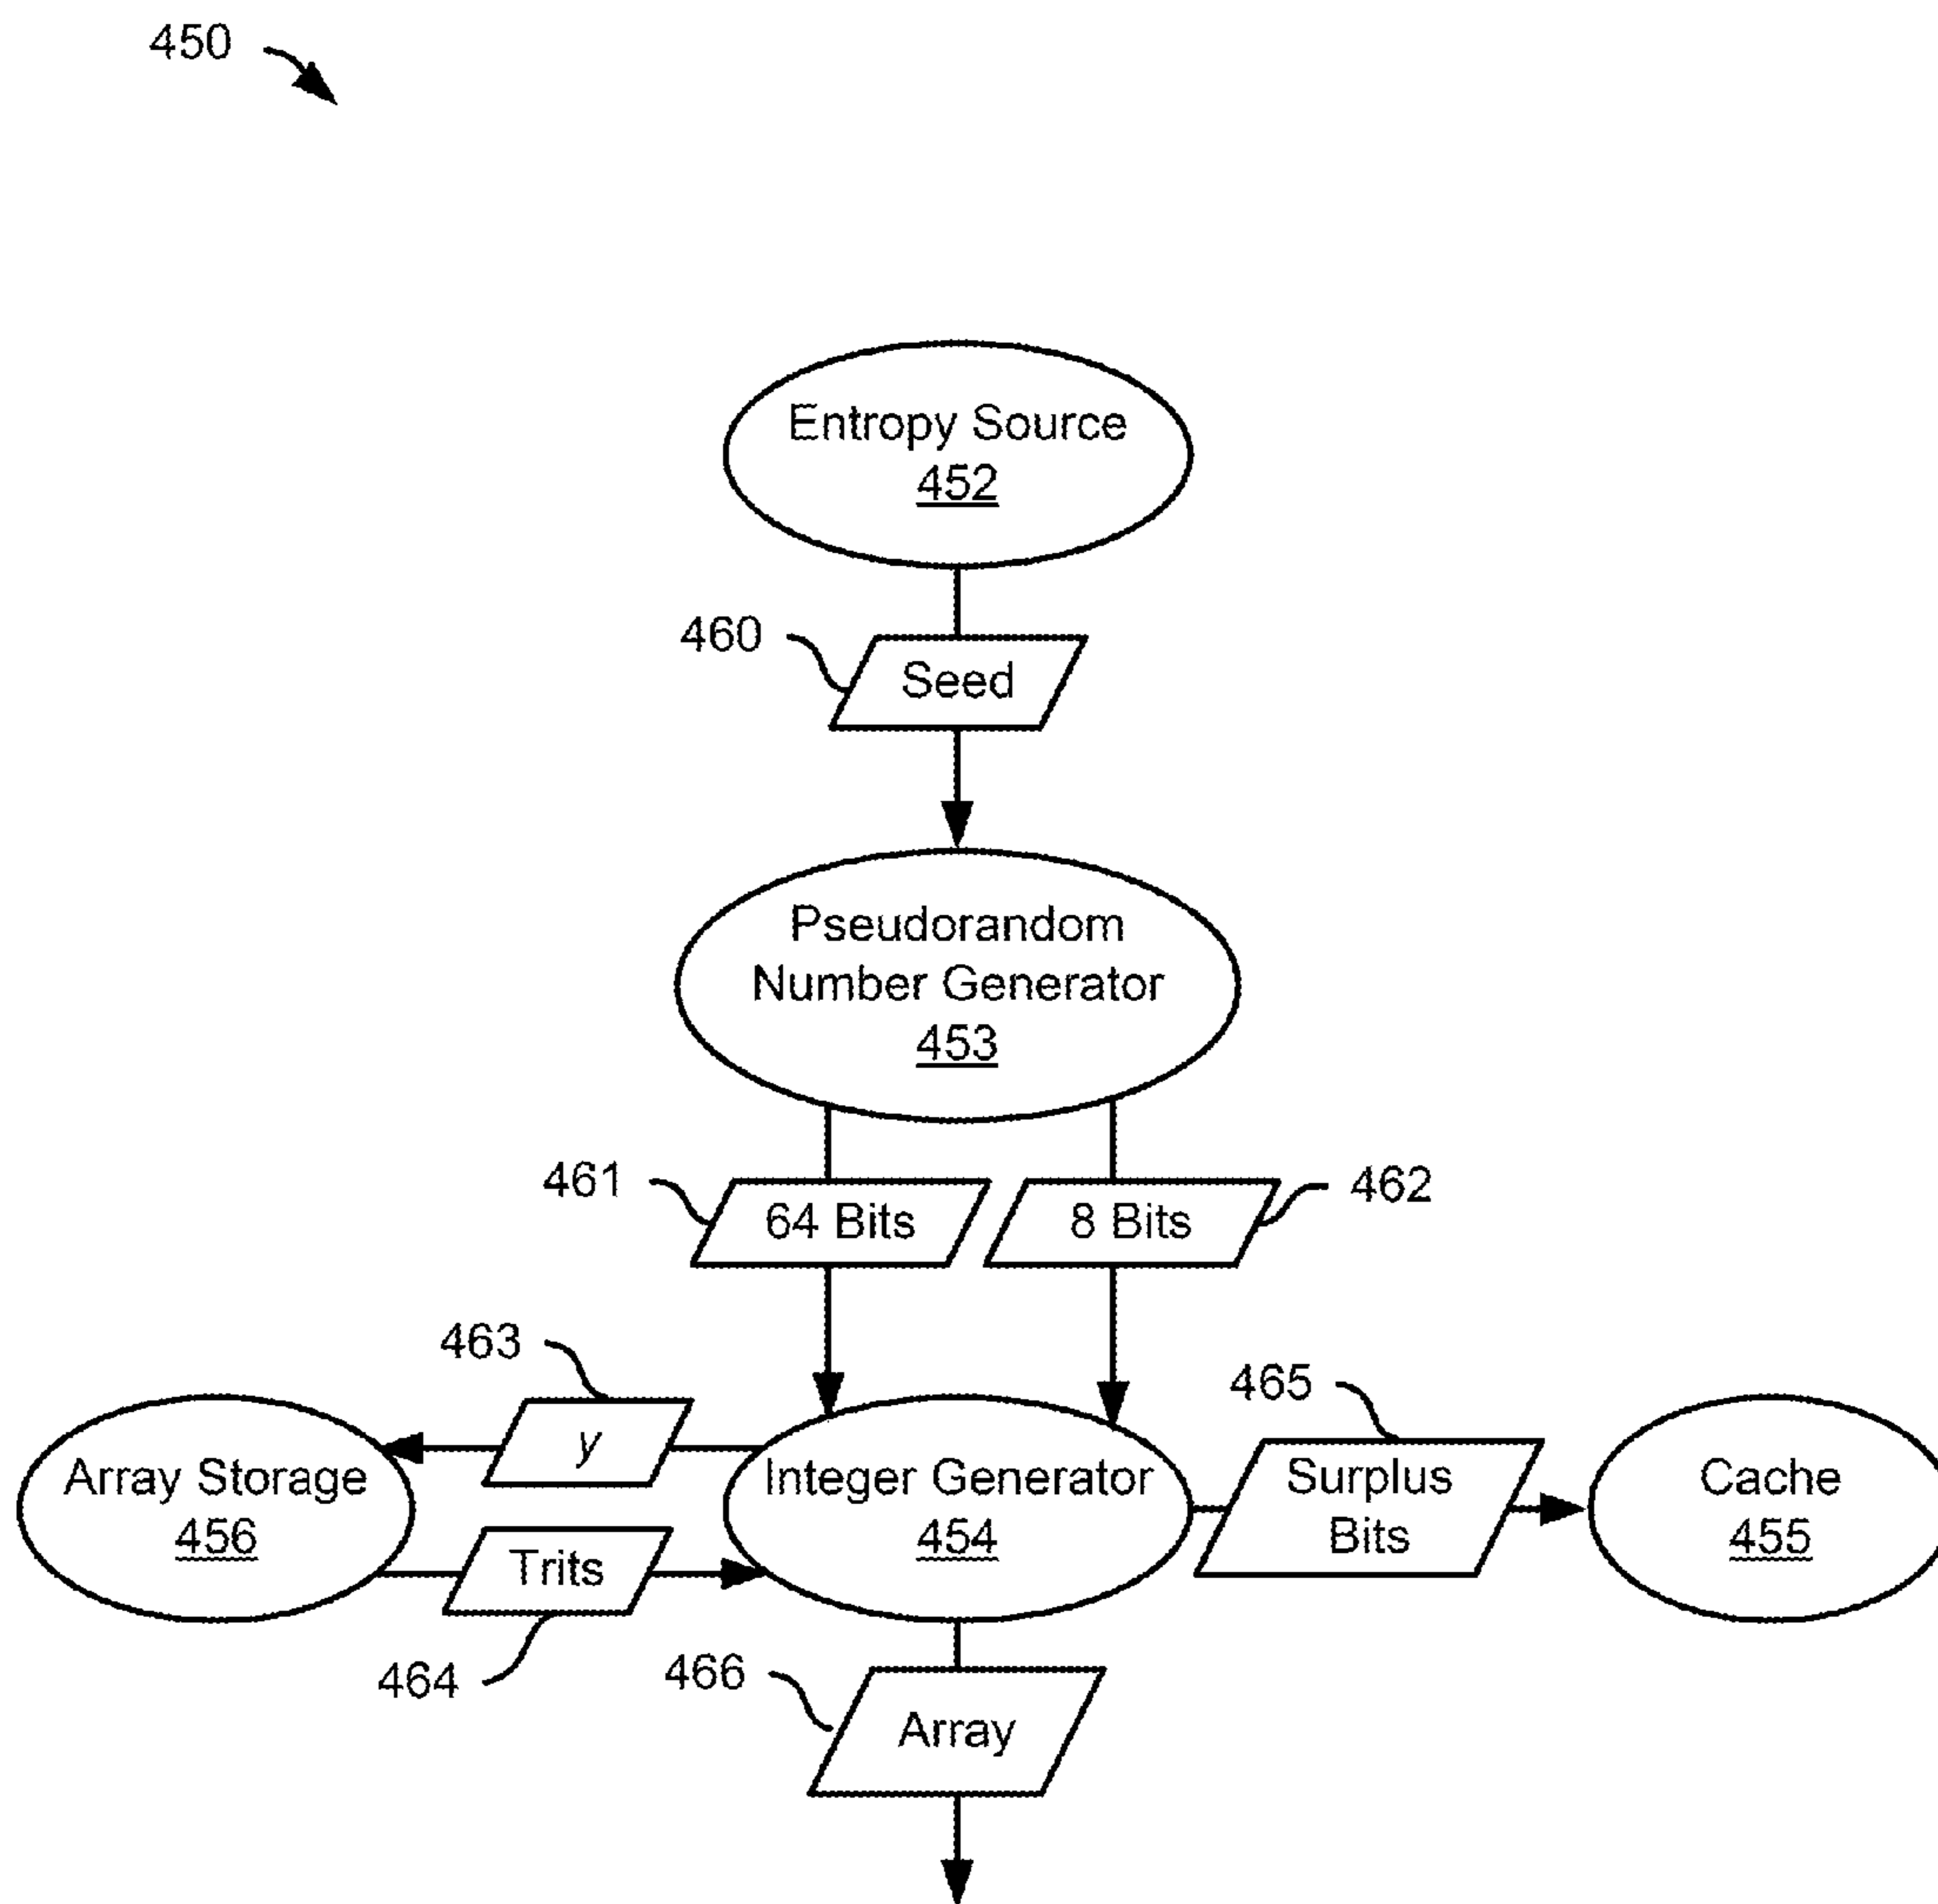 450
Entropy Source
452
460
Seed
Pseudorandom
Number Generator
453
461
64 Bits
8 Bits
462
463
y
465
Array Storage
456
Integer Generator
454
Surplus
Bits
Cache
455
Trits
464
466
Array